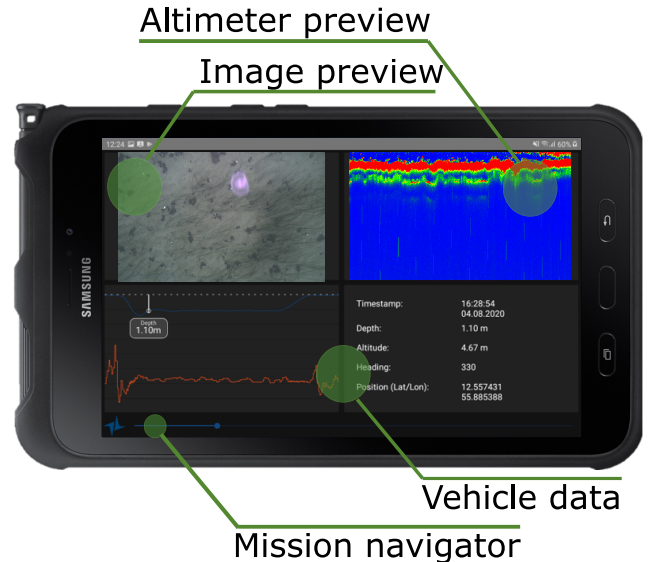 Altimeter preview
Image preview
12:24
60%
SAMSUNG
Depth
1.10m
Timestamp: 16:28:54
04.08.2020
Depth: 1.10 m
Altitude: 4.67 m
Heading: 330
Position (Lat/Lon): 12.557431
55.885388
Vehicle data
Mission navigator